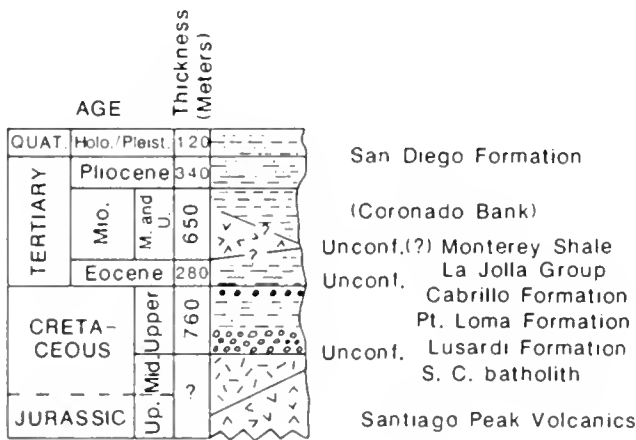 AGE
Thickness
(Meters)
QUAT. Holo./Pleist. 120
TERTIARY
Pliocene 340
Mio.
M. and
U.
650
Eocene 280
CRETA-
CEOUS
Upper
760
Mid.
?
JURASSIC
Up.
?
?
San Diego Formation
(Coronado Bank)
Unconf.(?) Monterey Shale
Unconf. La Jolla Group
Cabrillo Formation
Pt. Loma Formation
Unconf. Lusardi Formation
S. C. batholith
Santiago Peak Volcanics